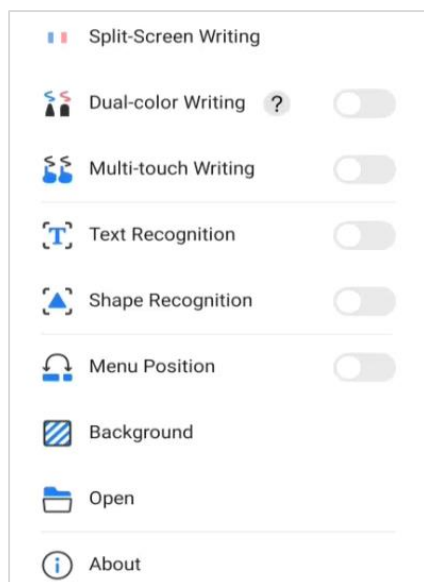 Split-Screen Writing
Dual-color Writing ?
Multi-touch Writing
T Text Recognition
Shape Recognition
Menu Position
Background
Open
i About